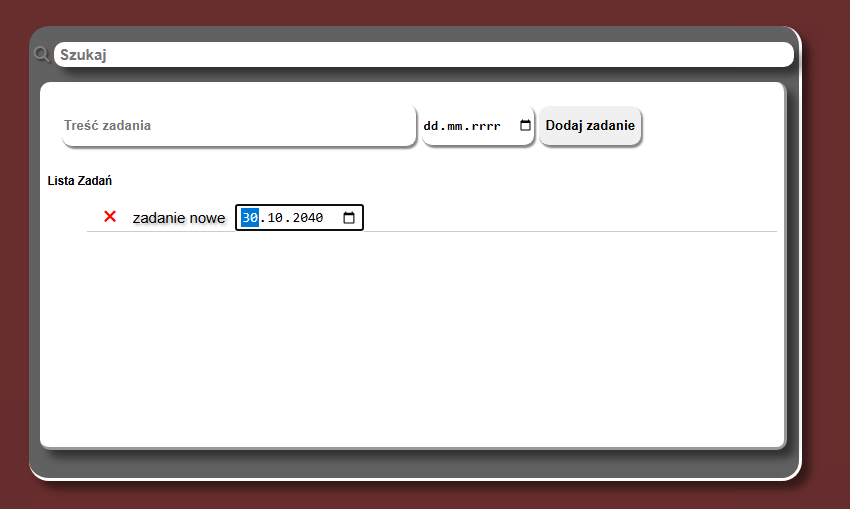 Szukaj
Treść zadania dd.mm.rrrr Dodaj zadanie
Lista Zadań
zadanie nowe 30.10.2040